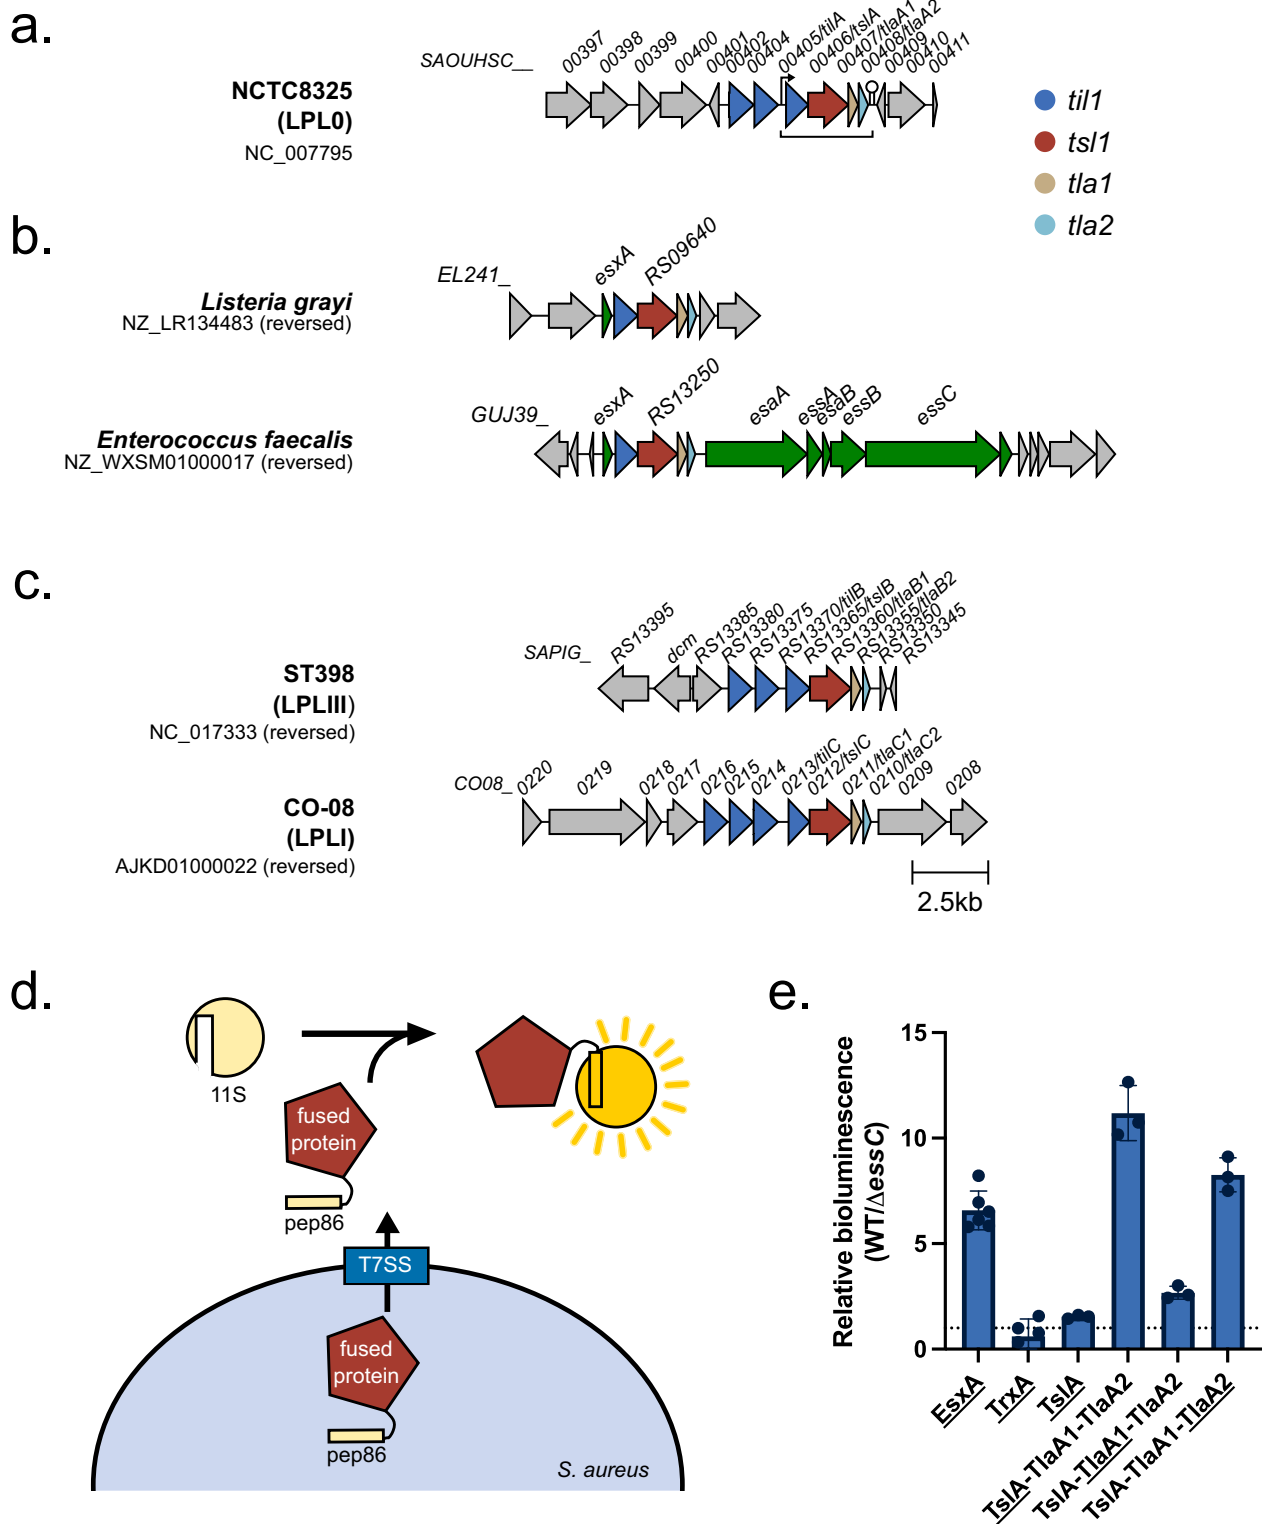 a.
SAOUHSC__
00397
00398
00399
00400
00401
00402
00404
00405/tilA
00406/tslA
00407/tlaA1
00408/tlaA2
00409
00410
00411
NCTC8325
(LPL0)
NC_007795
til1
tsl1
tla1
tla2
b.
EL241_
esxA
RS09640
Listeria grayi
NZ_LR134483 (reversed)
GUJ39_
esxA
RS13250
esaA
essA
esaB
essB
essC
Enterococcus faecalis
NZ_WXSM01000017 (reversed)
c.
SAPIG_
RS13395
dcm
RS13385
RS13380
RS13375
RS13370/tilB
RS13365/tslB
RS13360/tlaB1
RS13355/tlaB2
RS13350
RS13345
ST398
(LPLIII)
NC_017333 (reversed)
CO08_
0220
0219
0218
0217
0216
0215
0214
0213/tilC
0212/tslC
0211/tlaC1
0210/tlaC2
0209
0208
CO-08
(LPLI)
AJKD01000022 (reversed)
2.5kb
d.
11S
fused
protein
pep86
T7SS
fused
protein
pep86
S. aureus
e.
Relative bioluminescence
(WT/ΔessC)
15
10
5
0
EsxA
TrxA
TslA
TslA-TlaA1-TlaA2
TslA-TlaA1-TlaA2
TslA-TlaA1-TlaA2